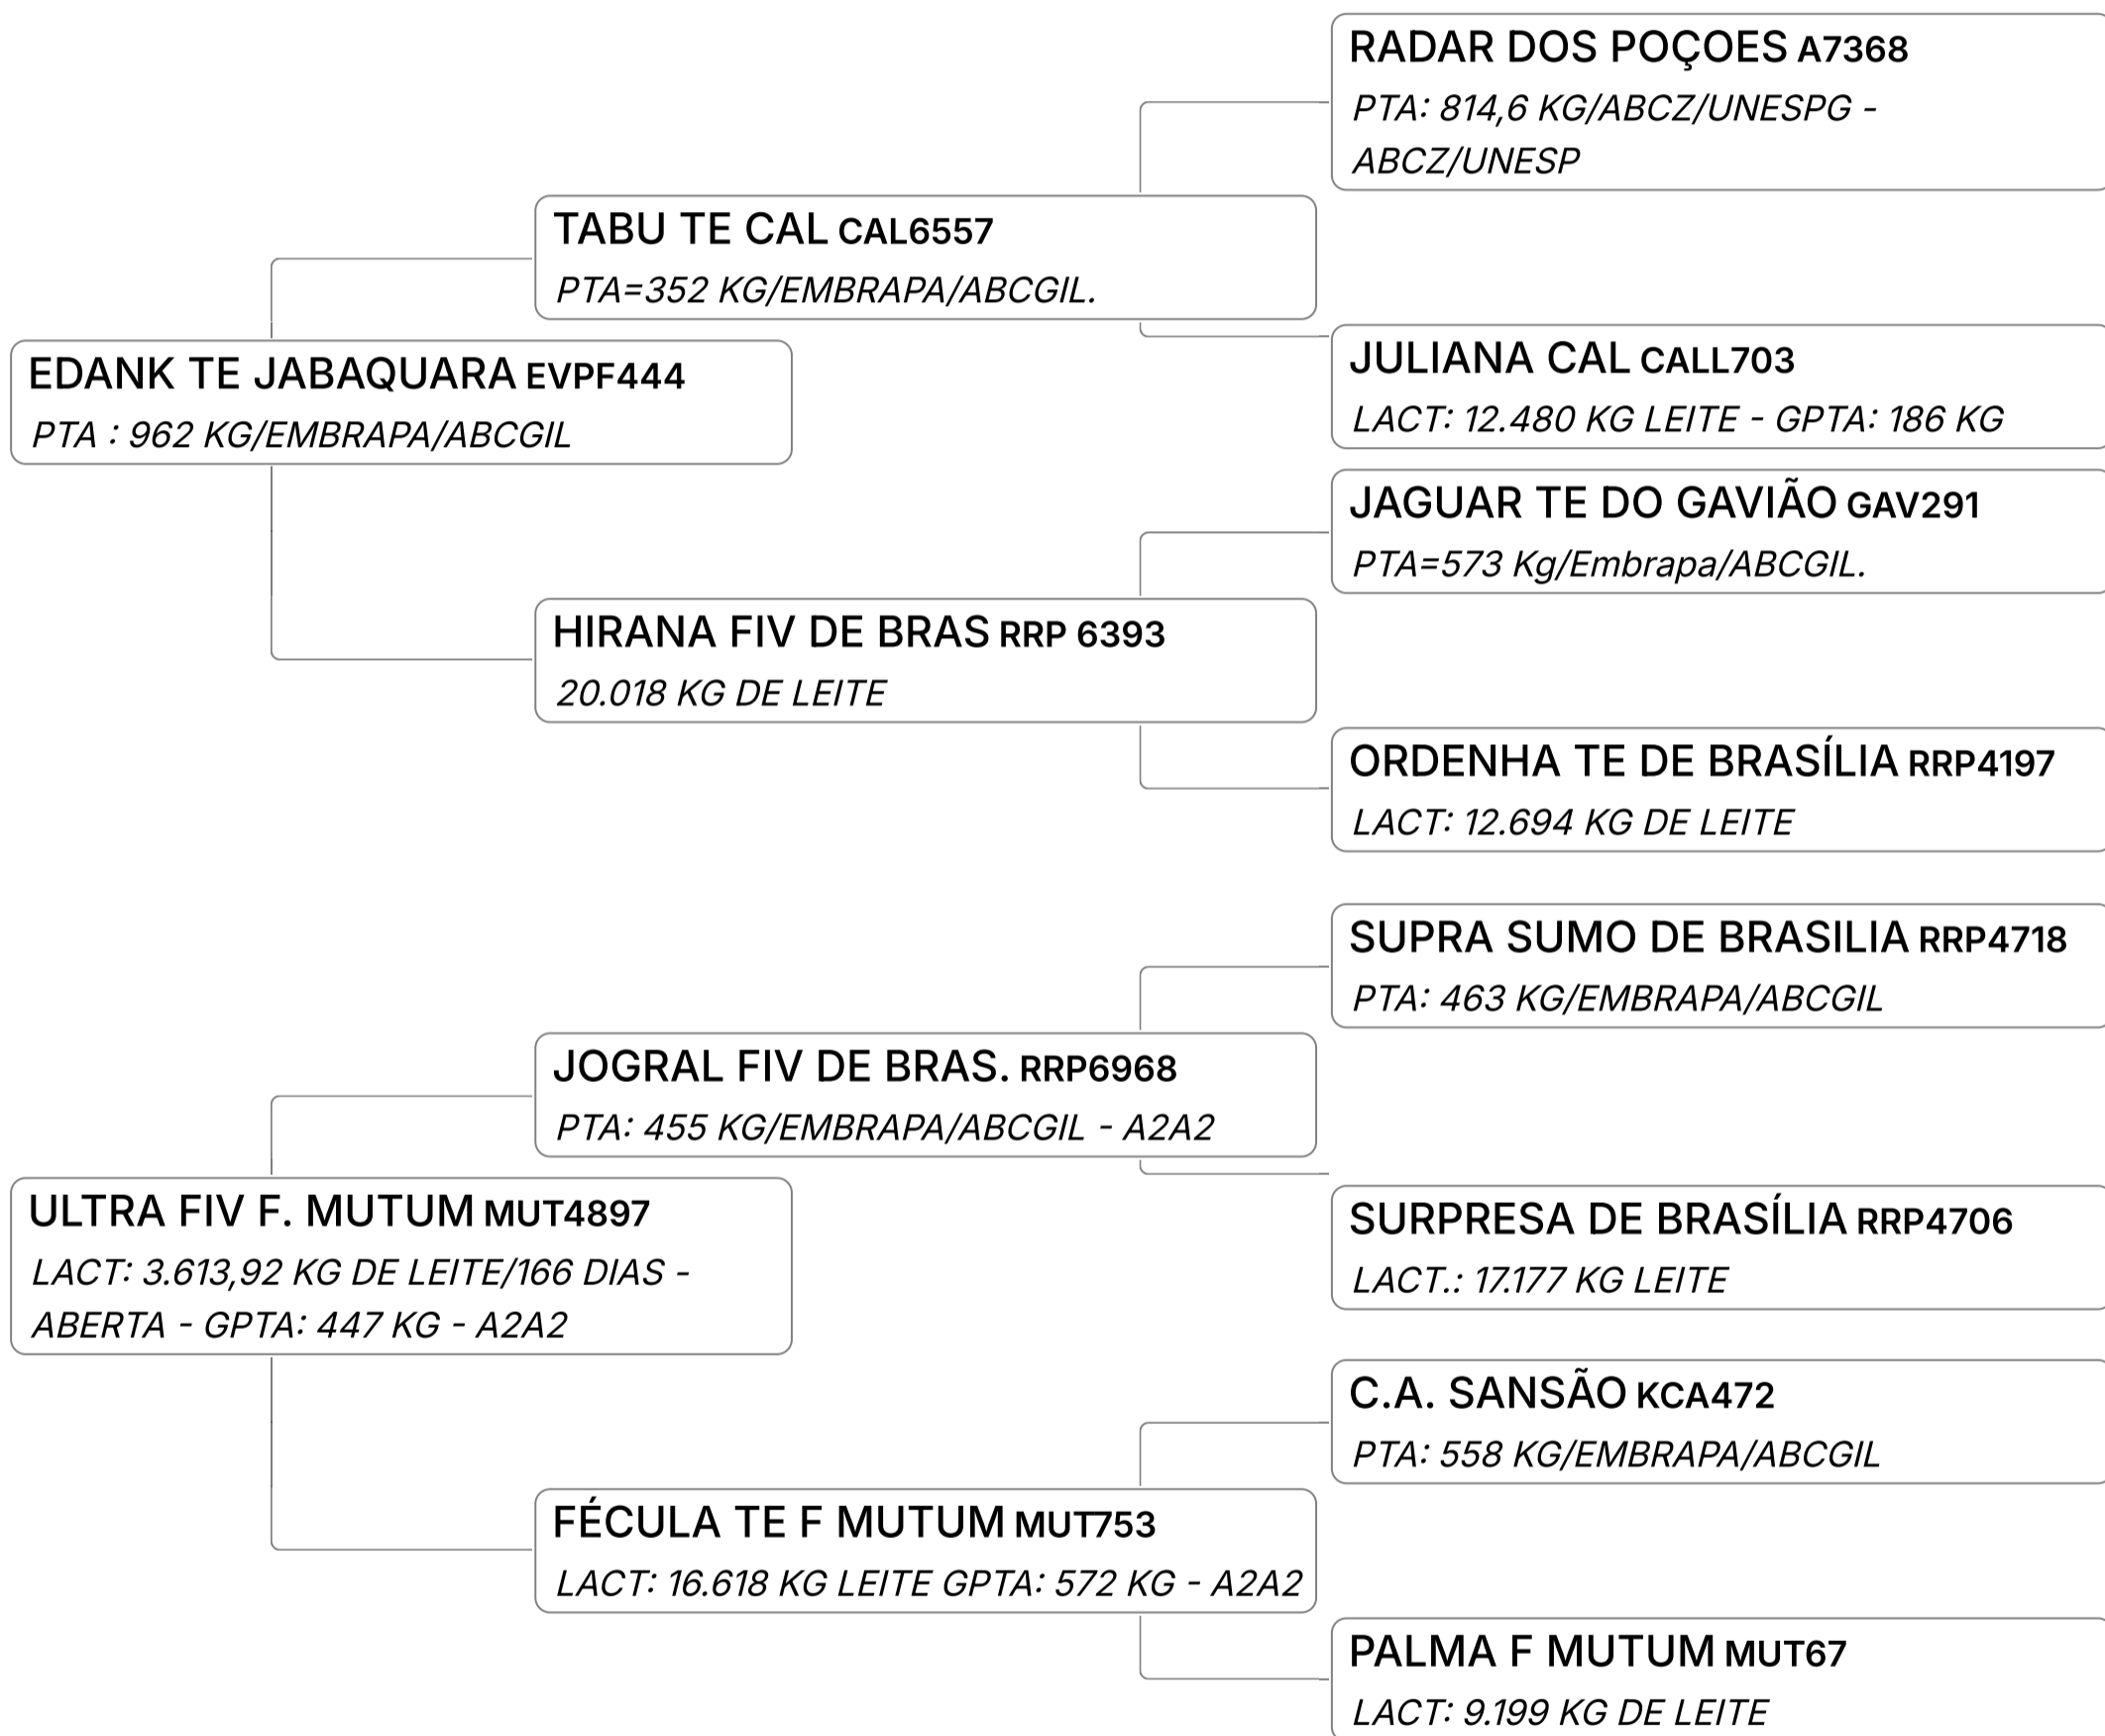 RADAR DOS POÇOES A7368
PTA: 814,6 KG/ABCZ/UNESPG -
ABCZ/UNESP
TABU TE CAL CAL6557
PTA=352 KG/EMBRAPA/ABCGIL.
JULIANA CAL CALL703
LACT: 12.480 KG LEITE - GPTA: 186 KG
EDANK TE JABAQUARA EVPF444
PTA : 962 KG/EMBRAPA/ABCGIL
JAGUAR TE DO GAVIÃO GAV291
PTA=573 Kg/Embrapa/ABCGIL.
HIRANA FIV DE BRAS RRP 6393
20.018 KG DE LEITE
ORDENHA TE DE BRASÍLIA RRP4197
LACT: 12.694 KG DE LEITE
SUPRA SUMO DE BRASILIA RRP4718
PTA: 463 KG/EMBRAPA/ABCGIL
JOGRAL FIV DE BRAS. RRP6968
PTA: 455 KG/EMBRAPA/ABCGIL - A2A2
SURPRESA DE BRASÍLIA RRP4706
LACT.: 17.177 KG LEITE
ULTRA FIV F. MUTUM MUT4897
LACT: 3.613,92 KG DE LEITE/166 DIAS -
ABERTA - GPTA: 447 KG - A2A2
C.A. SANSÃO KCA472
PTA: 558 KG/EMBRAPA/ABCGIL
FÉCULA TE F MUTUM MUT753
LACT: 16.618 KG LEITE GPTA: 572 KG - A2A2
PALMA F MUTUM MUT67
LACT: 9.199 KG DE LEITE